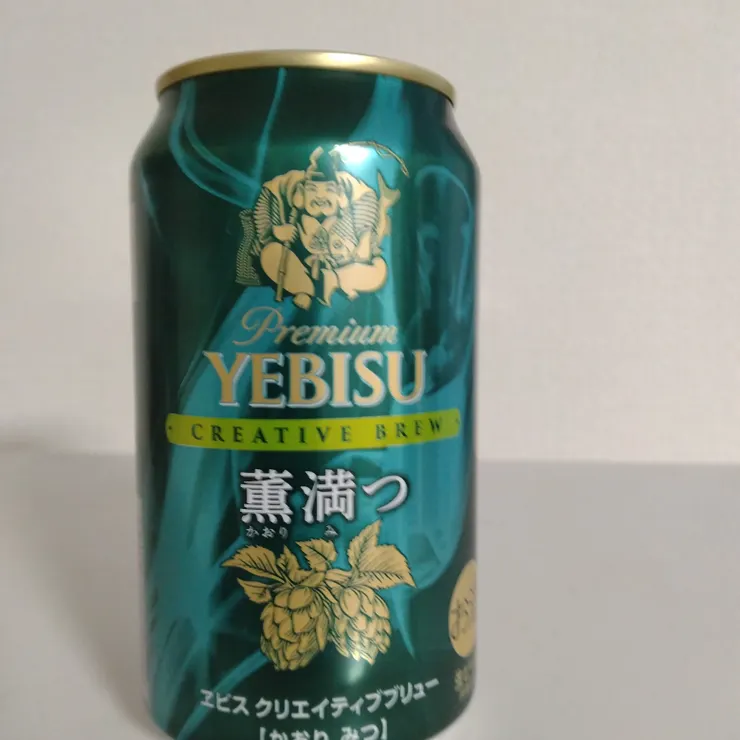 Premium
YEBISU
CREATIVE BREW
薫満つ
かおり み
ヱビス クリエイティブブリュー
【かおり みつ】